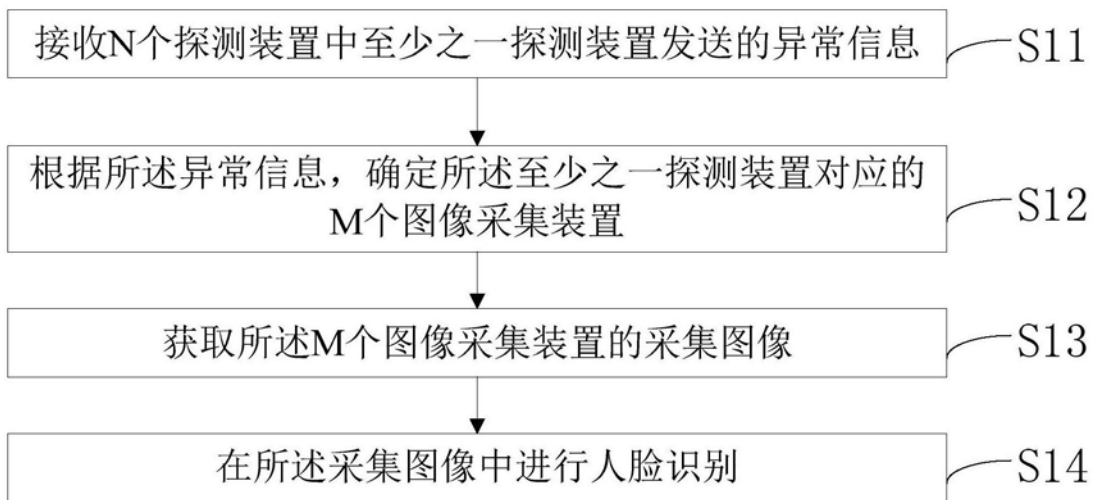 接收N个探测装置中至少之一探测装置发送的异常信息
S11
根据所述异常信息，确定所述至少之一探测装置对应的
M个图像采集装置
S12
获取所述M个图像采集装置的采集图像
S13
在所述采集图像中进行人脸识别
S14